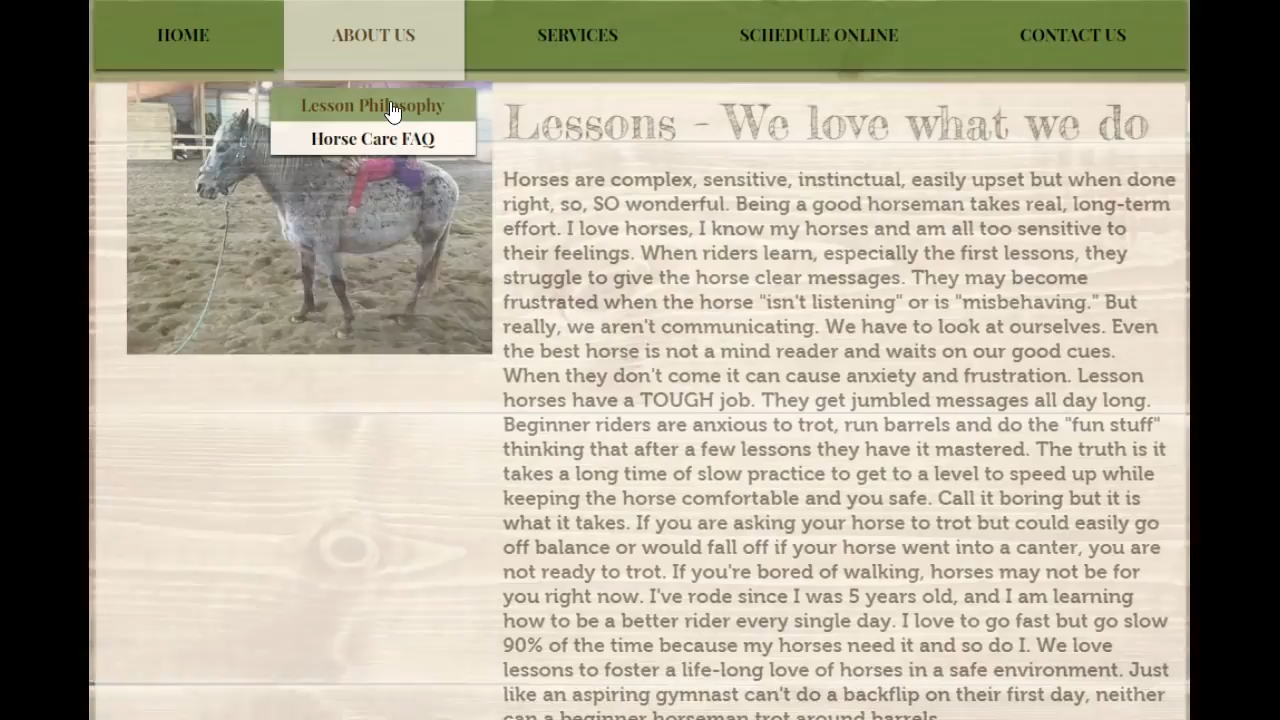 HOME
ABOUT US
SERVICES
SCHEDULE ONLINE
CONTACT US
Lesson Philosophy
Horse Care FAQ
Lessons - We love what we do
Horses are complex, sensitive, instinctual, easily upset but when done
right, so, SO wonderful. Being a good horseman takes real, long-term
effort. I love horses, I know my horses and am all too sensitive to
their feelings. When riders learn, especially the first lessons, they
struggle to give the horse clear messages. They may become
frustrated when the horse "isn't listening" or is "misbehaving." But
really, we aren't communicating. We have to look at ourselves. Even
the best horse is not a mind reader and waits on our good cues.
When they don't come it can cause anxiety and frustration. Lesson
horses have a TOUGH job. They get jumbled messages all day long.
Beginner riders are anxious to trot, run barrels and do the "fun stuff"
thinking that after a few lessons they have it mastered. The truth is it
takes a long time of slow practice to get to a level to speed up while
keeping the horse comfortable and you safe. Call it boring but it is
what it takes. If you are asking your horse to trot but could easily go
off balance or would fall off if your horse went into a canter, you are
not ready to trot. If you're bored of walking, horses may not be for
you right now. I've rode since I was 5 years old, and I am learning
how to be a better rider every single day. I love to go fast but go slow
90% of the time because my horses need it and so do I. We love
lessons to foster a life-long love of horses in a safe environment. Just
like an aspiring gymnast can't do a backflip on their first day, neither
can a beginner horseman trot around barrels.